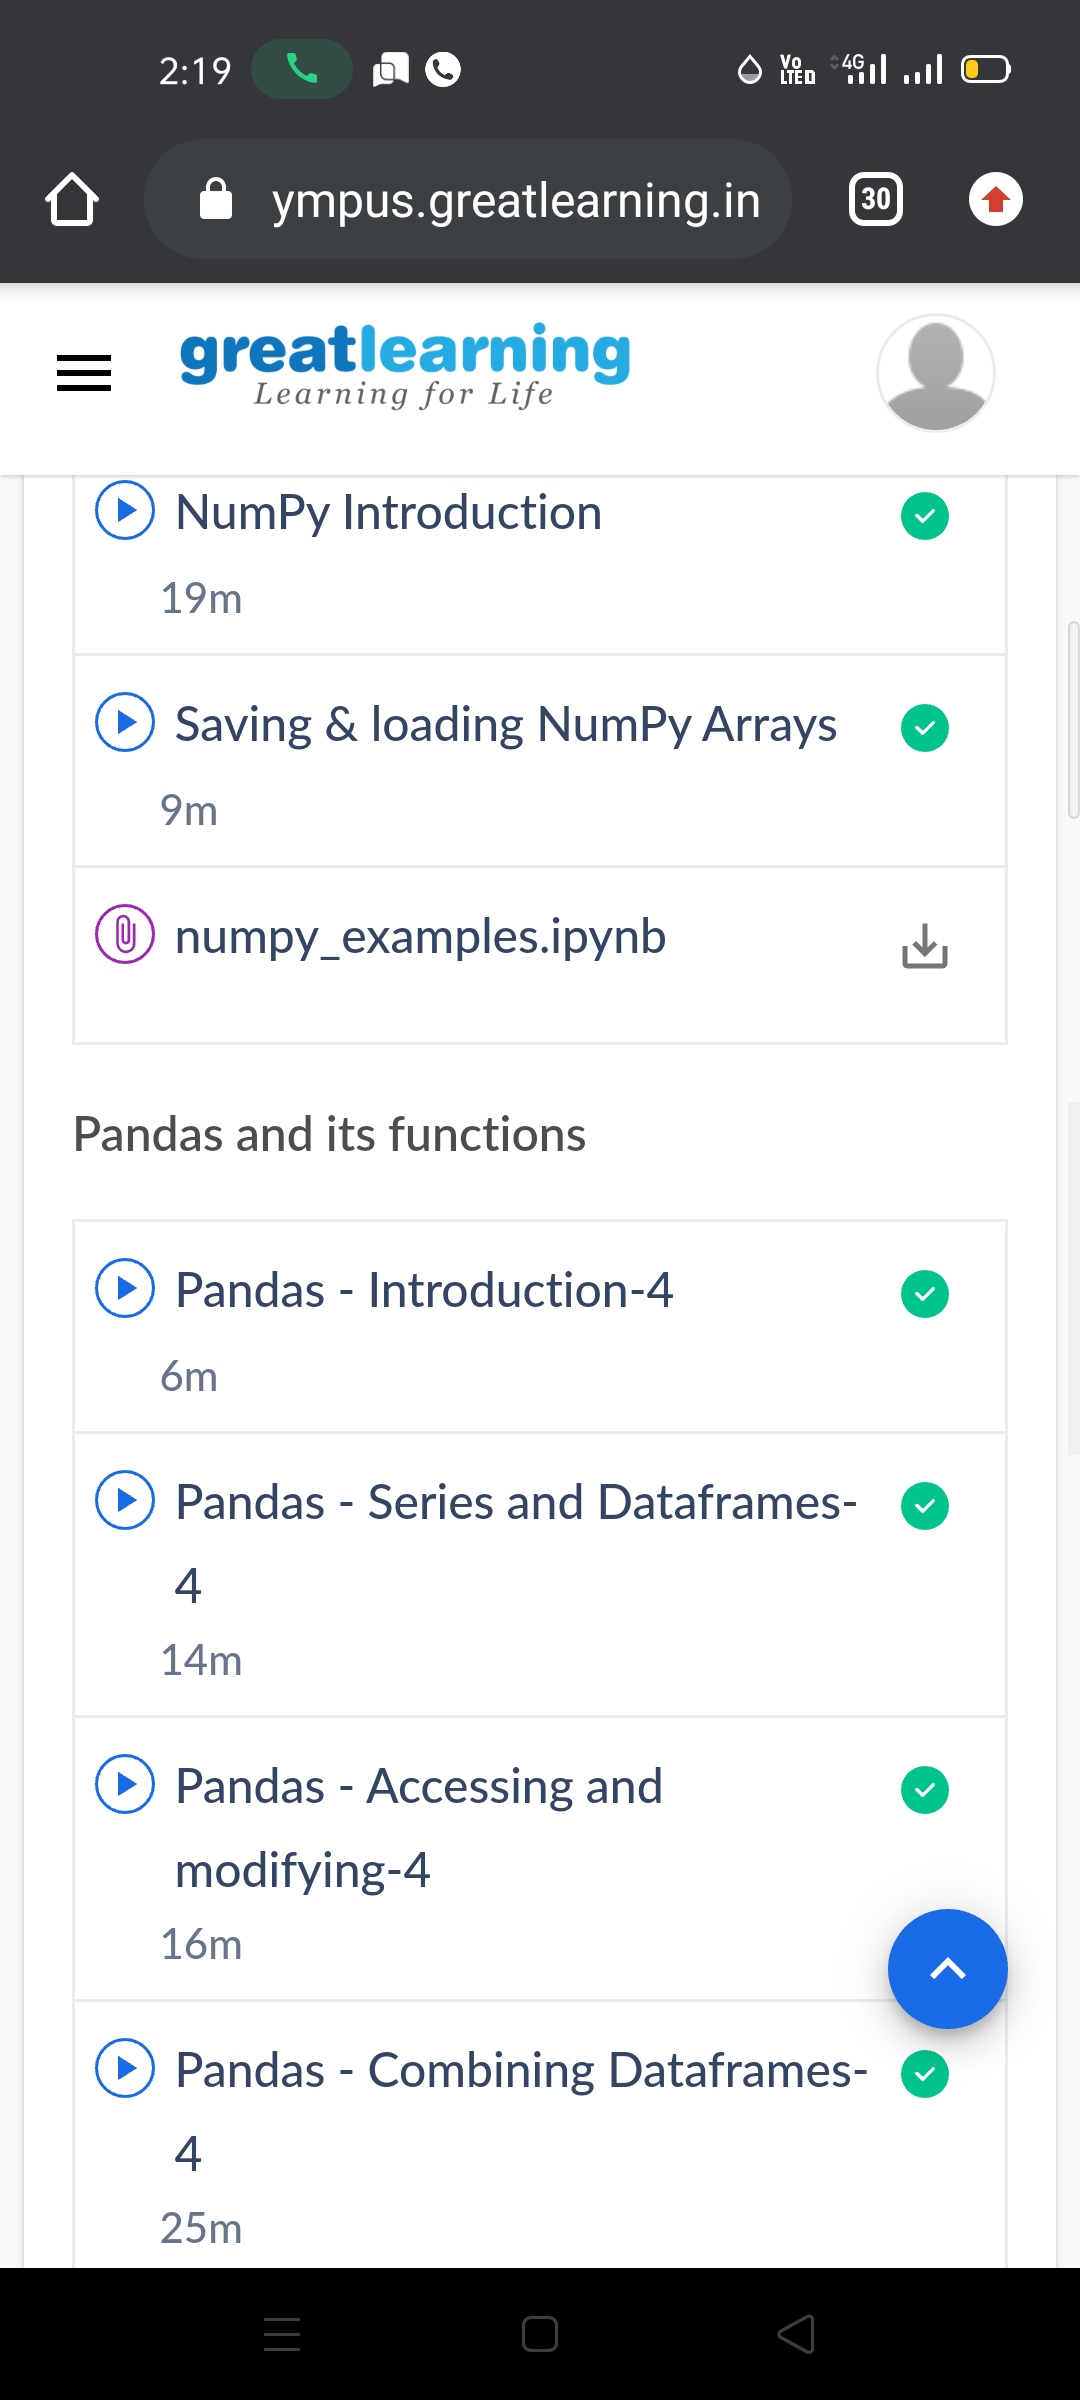 2:19
Vo
LTE D
4G
ympus.greatlearning.in
30
greatlearning
Learning for Life
NumPy Introduction
19m
Saving & loading NumPy Arrays
9m
numpy_examples.ipynb
Pandas and its functions
Pandas - Introduction-4
6m
Pandas - Series and Dataframes-
4
14m
Pandas - Accessing and
modifying-4
16m
Pandas - Combining Dataframes-
4
25m